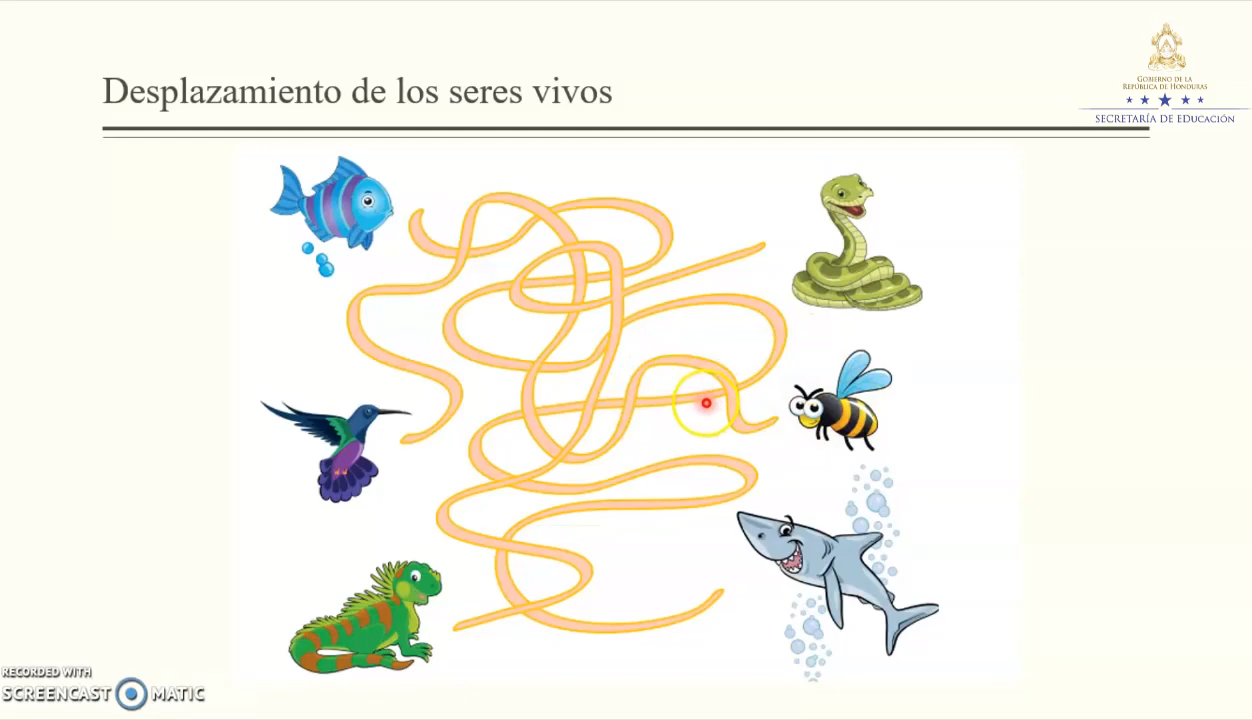 Desplazamiento de los seres vivos
GOBIERNO DE LA
REPÚBLICA DE HONDURAS
SECRETARÍA DE EDUCACIÓN
RECORDED WITH
SCREENCAST MATIC